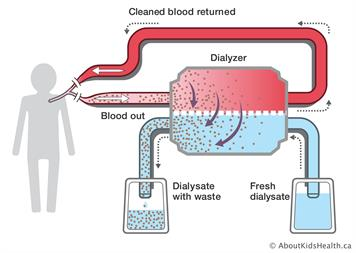 Cleaned blood returned
Dialyzer
Blood out
Dialysate
with waste
Fresh
dialysate
© AboutKidsHealth.ca